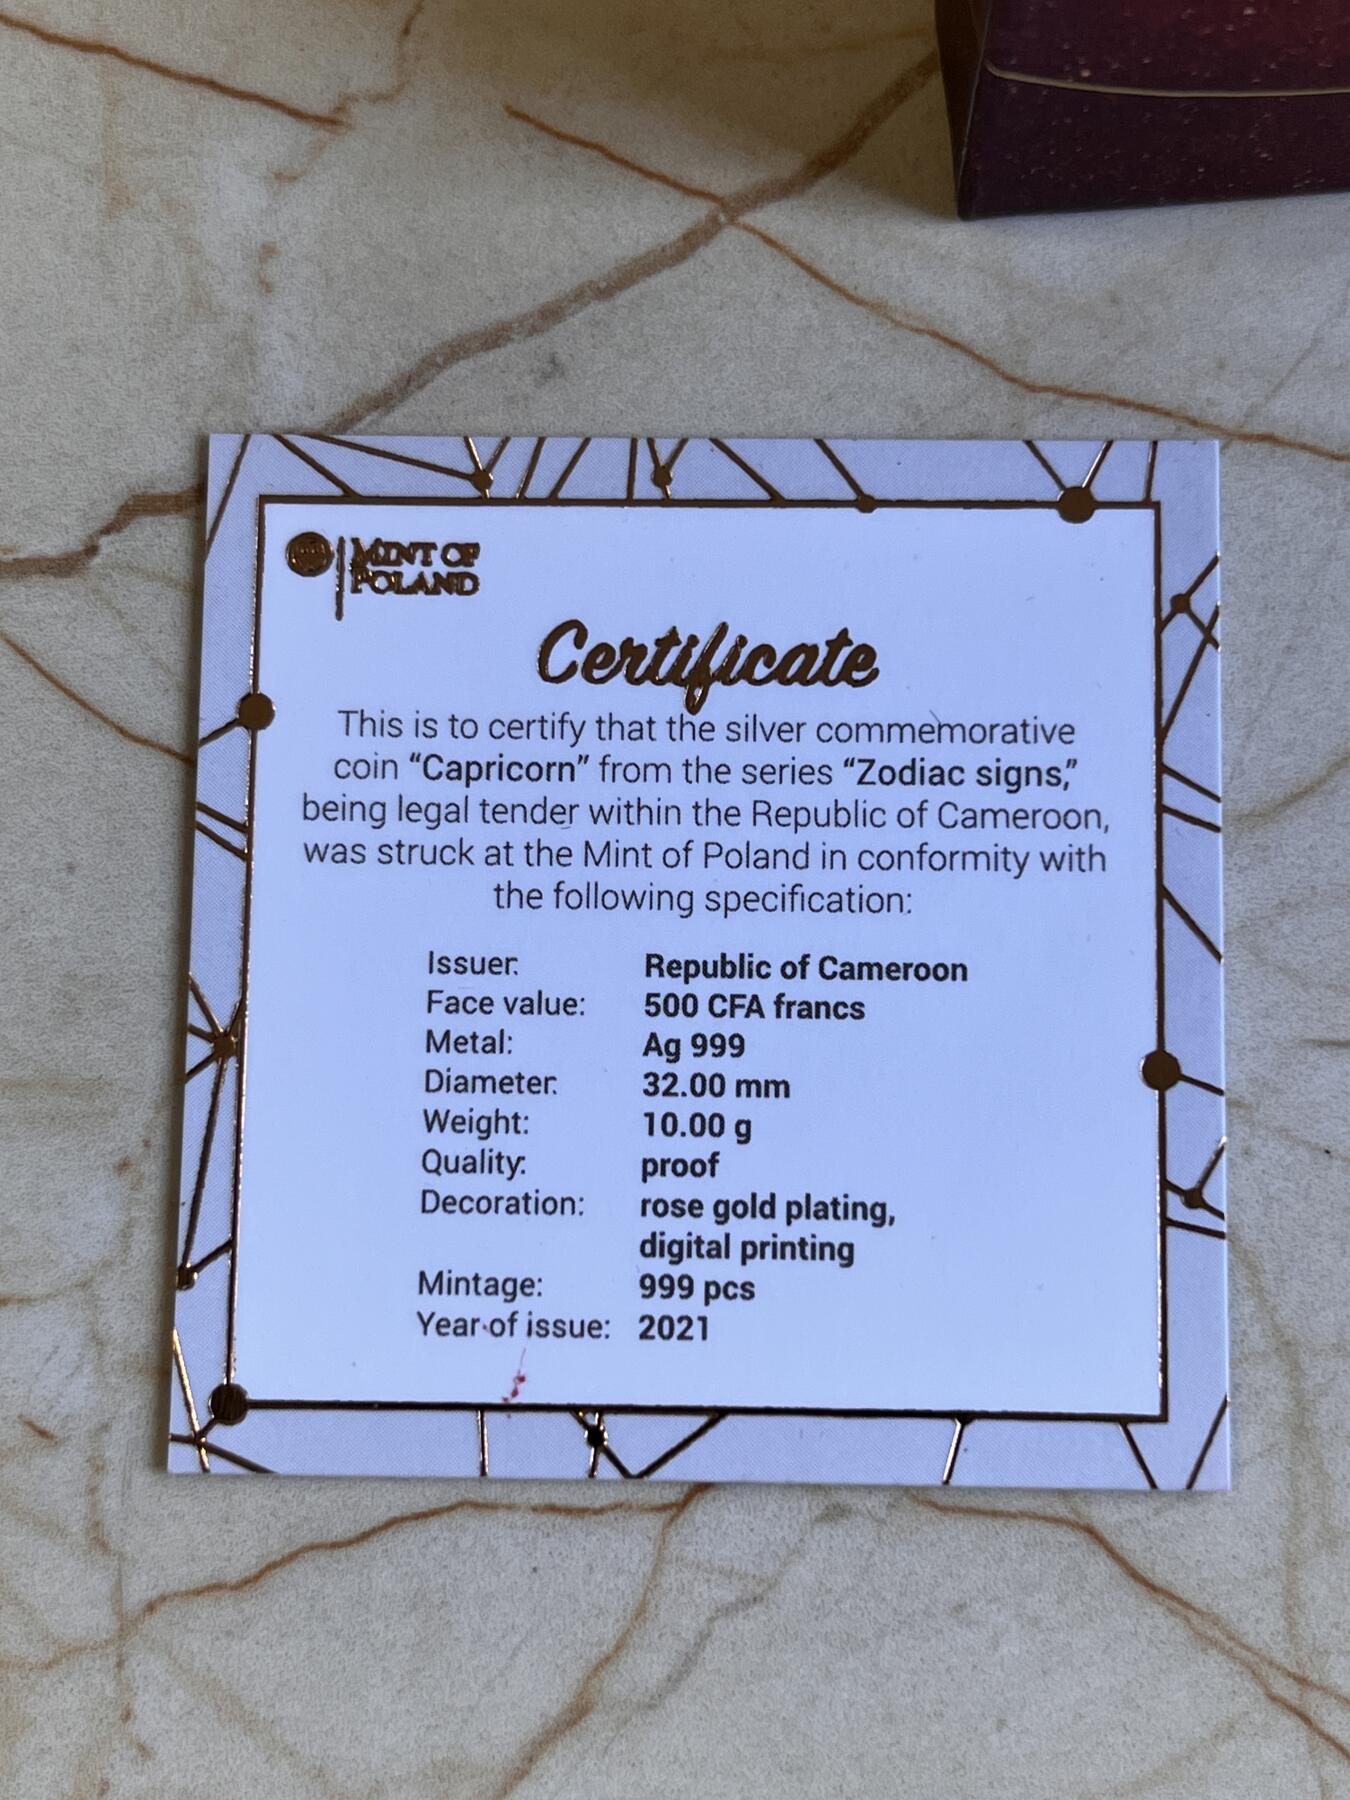 MINT OF
POLAND
Certificate
This is to certify that the silver commemorative
coin “Capricorn” from the series “Zodiac signs,”
being legal tender within the Republic of Cameroon,
was struck at the Mint of Poland in conformity with
the following specification:
Issuer: Republic of Cameroon
Face value: 500 CFA francs
Metal: Ag 999
Diameter: 32.00 mm
Weight: 10.00 g
Quality: proof
Decoration: rose gold plating,
digital printing
Mintage: 999 pcs
Year of issue: 2021